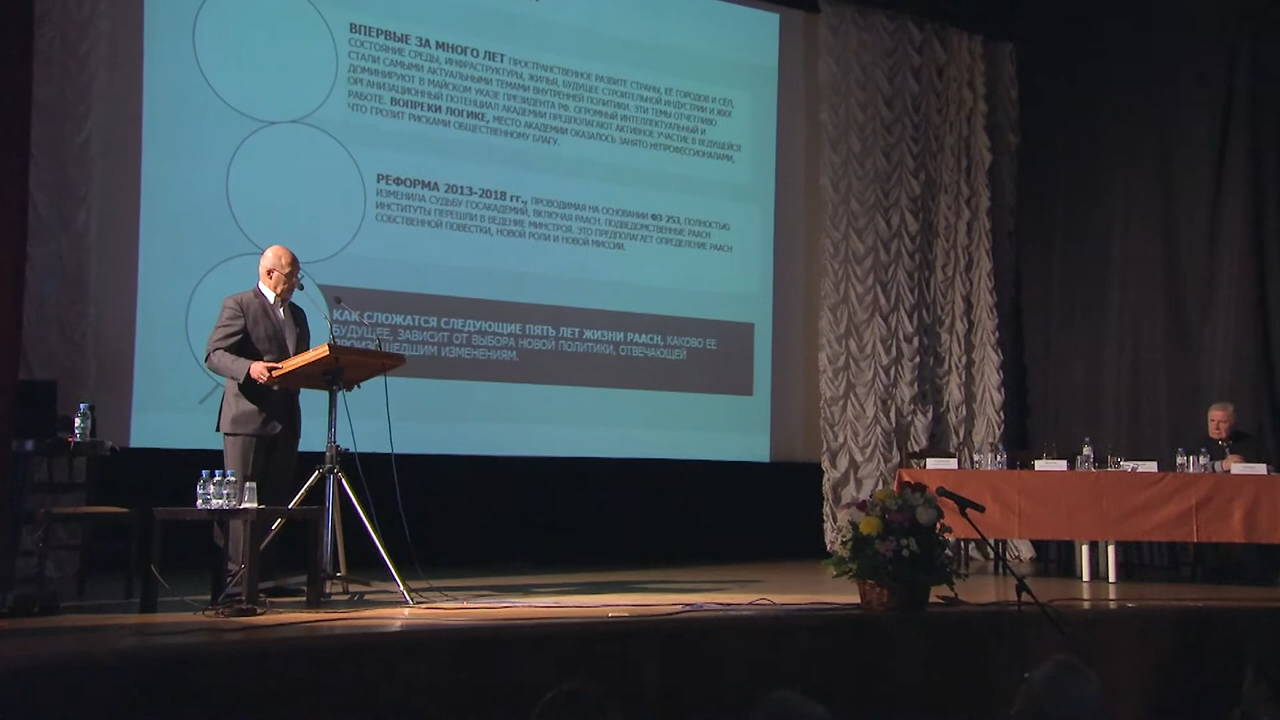 ВПЕРВЫЕ ЗА МНОГО ЛЕТ ПРОСТРАНСТВЕННОЕ РАЗВИТЕ СТРАНЫ, ЕЁ ГОРОДОВ И СЁЛ,
СОСТОЯНИЕ СРЕДЫ, ИНФРАСТРУКТУРЫ, ЖИЛЬЯ, БУДУЩЕЕ СТРОИТЕЛЬНОЙ ИНДУСТРИИ И ЖКХ
СТАЛИ САМЫМИ АКТУАЛЬНЫМИ ТЕМАМИ ВНУТРЕННЕЙ ПОЛИТИКИ. ЭТИ ТЕМЫ ОТЧЕТЛИВО
ДОМИНИРУЮТ В МАЙСКОМ УКАЗЕ ПРЕЗИДЕНТА РФ. ОГРОМНЫЙ ИНТЕЛЛЕКТУАЛЬНЫЙ И
ОРГАНИЗАЦИОННЫЙ ПОТЕНЦИАЛ АКАДЕМИИ ПРЕДПОЛАГАЮТ АКТИВНОЕ УЧАСТИЕ В ВЕДУЩЕЙСЯ
РАБОТЕ. ВОПРЕКИ ЛОГИКЕ, МЕСТО АКАДЕМИИ ОКАЗАЛОСЬ ЗАНЯТО НЕПРОФЕССИОНАЛАМИ,
ЧТО ГРОЗИТ РИСКАМИ ОБЩЕСТВЕННОМУ БЛАГУ.
РЕФОРМА 2013-2018 гг., ПРОВОДИМАЯ НА ОСНОВАНИИ ФЗ 253, ПОЛНОСТЬЮ
ИЗМЕНИЛА СУДЬБУ ГОСАКАДЕМИЙ, ВКЛЮЧАЯ РААСН. ПОДВЕДОМСТВЕННЫЕ РААСН
ИНСТИТУТЫ ПЕРЕШЛИ В ВЕДЕНИЕ МИНСТРОЯ. ЭТО ПРЕДПОЛАГАЕТ ОПРЕДЕЛЕНИЕ РААСН
СОБСТВЕННОЙ ПОВЕСТКИ, НОВОЙ РОЛИ И НОВОЙ МИССИИ.
КАК СЛОЖАТСЯ СЛЕДУЮЩИЕ ПЯТЬ ЛЕТ ЖИЗНИ РААСН, КАКОВО ЕЕ
БУДУЩЕЕ, ЗАВИСИТ ОТ ВЫБОРА НОВОЙ ПОЛИТИКИ, ОТВЕЧАЮЩЕЙ
ПРОИЗОШЕДШИМ ИЗМЕНЕНИЯМ.